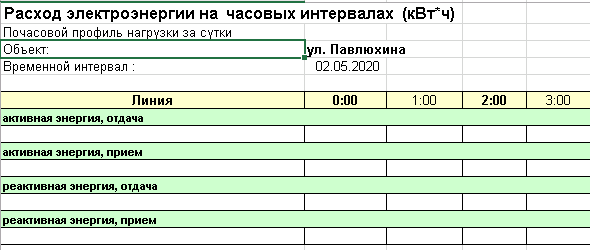 Расход электроэнергии на часовых интервалах (кВт*ч)
Почасовой профиль нагрузки за сутки
Объект: ул. Павлюхина
Временной интервал : 02.05.2020
Линия 0:00 1:00 2:00 3:00
активная энергия, отдача
активная энергия, прием
реактивная энергия, отдача
реактивная энергия, прием